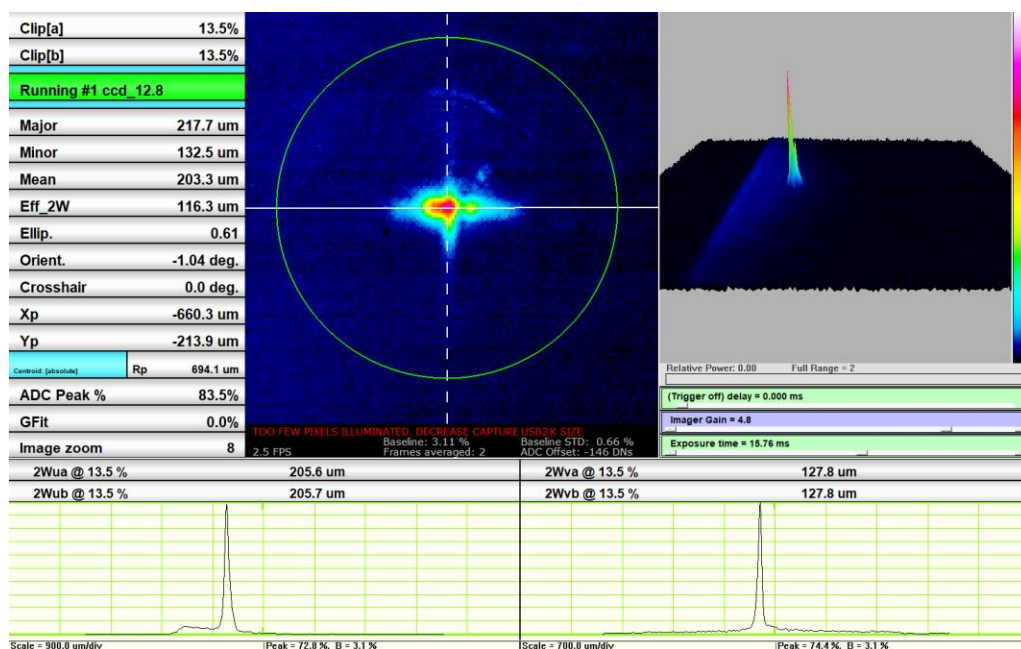 Clip[a] 13.5%
Clip[b] 13.5%
Running #1 ccd_12.8
Major 217.7 um
Minor 132.5 um
Mean 203.3 um
Eff_2W 116.3 um
Ellip. 0.61
Orient. -1.04 deg.
Crosshair 0.0 deg.
Xp -660.3 um
Yp -213.9 um
Centroid: [absolute] Rp 694.1 um
ADC Peak % 83.5%
GFit 0.0%
Image zoom 8
TOO FEW PIXELS ILLUMINATED, DECREASE CAPTURE USB2K SIZE
Baseline: 3.11 % Baseline STD: 0.66 %
2.5 FPS Frames averaged: 2 ADC Offset: -146 DNs
Relative Power: 0.00 Full Range = 2
(Trigger off) delay = 0.000 ms
Imager Gain = 4.8
Exposure time = 15.76 ms
2Wua @ 13.5 % 205.6 um
2Wub @ 13.5 % 205.7 um
2Wva @ 13.5 % 127.8 um
2Wvb @ 13.5 % 127.8 um
Scale = 900.0 um/div Peak = 72.8 %, B = 3.1 %
Scale = 700.0 um/div Peak = 74.4 %, B = 3.1 %